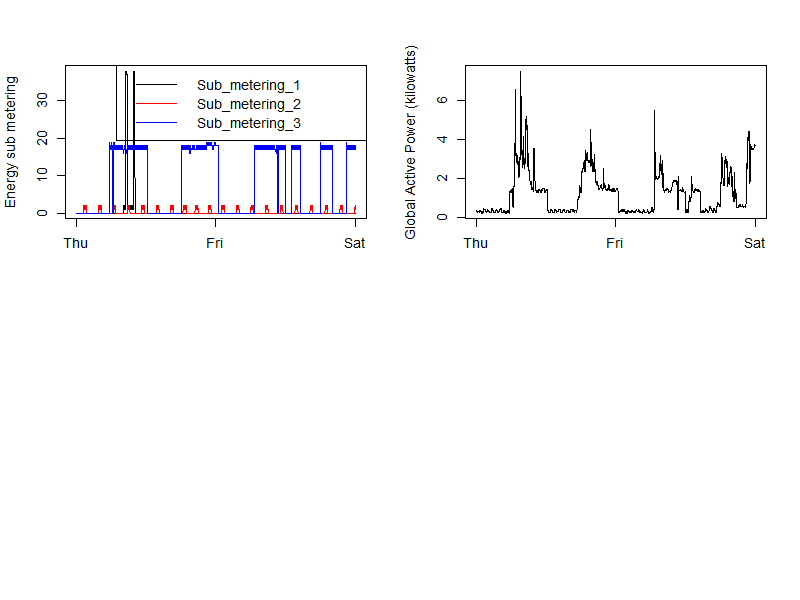 Energy sub metering
30
20
10
0
Thu
Fri
Sat
Sub_metering_1
Sub_metering_2
Sub_metering_3
Global Active Power (kilowatts)
6
4
2
0
Thu
Fri
Sat